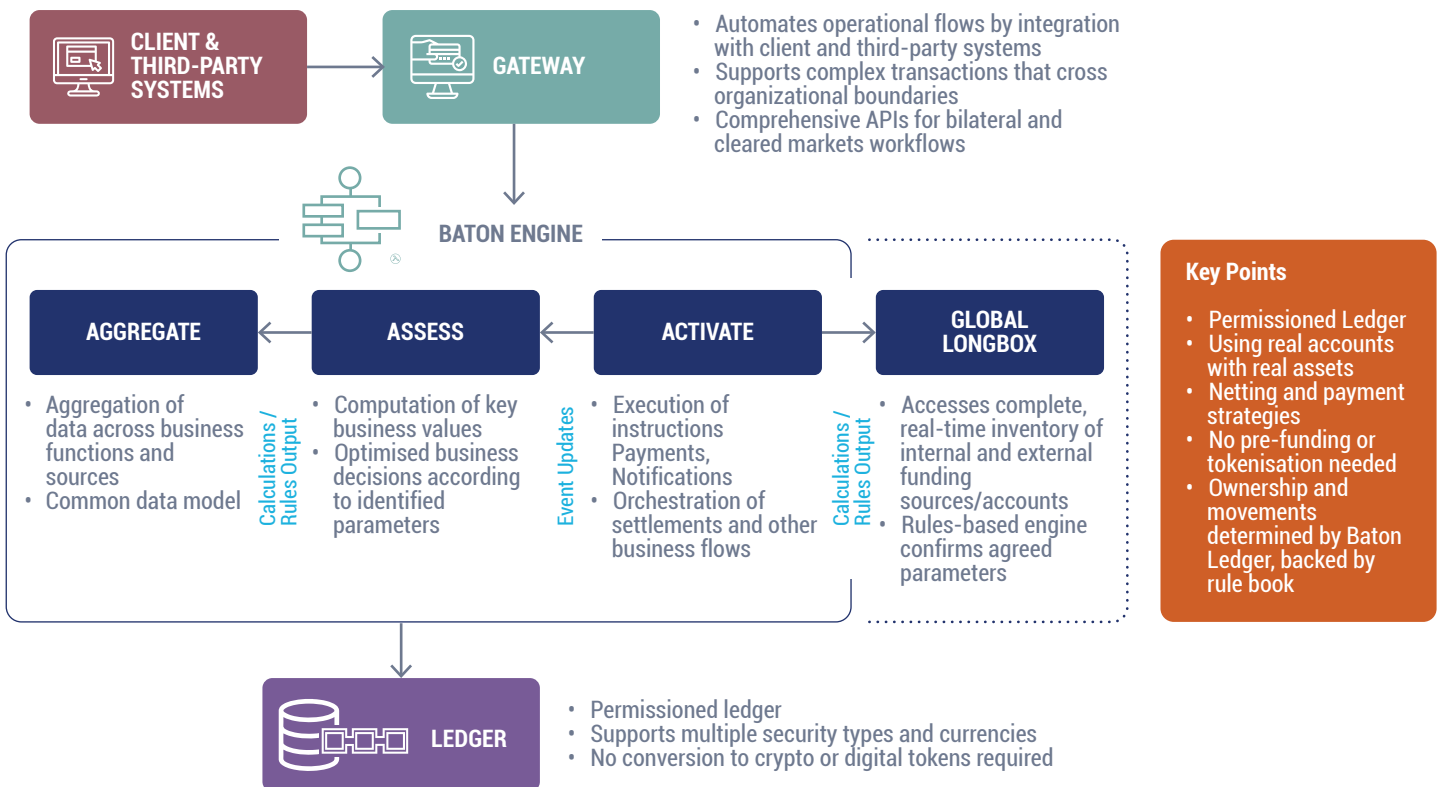 CLIENT &
THIRD-PARTY
SYSTEMS
GATEWAY
• Automates operational flows by integration
with client and third-party systems
• Supports complex transactions that cross
organizational boundaries
• Comprehensive APIs for bilateral and
cleared markets workflows
BATON ENGINE
AGGREGATE
• Aggregation of
data across business
functions and
sources
• Common data model
Calculations /
Rules Output
ASSESS
• Computation of key
business values
• Optimised business
decisions according
to identified
parameters
Event Updates
ACTIVATE
• Execution of
instructions
Payments,
Notifications
• Orchestration of
settlements and other
business flows
Calculations /
Rules Output
GLOBAL
LONGBOX
• Accesses complete,
real-time inventory of
internal and external
funding
sources/accounts
• Rules-based engine
confirms agreed
parameters
Key Points
• Permissioned Ledger
• Using real accounts
with real assets
• Netting and payment
strategies
• No pre-funding or
tokenisation needed
• Ownership and
movements
determined by Baton
Ledger, backed by
rule book
LEDGER
• Permissioned ledger
• Supports multiple security types and currencies
• No conversion to crypto or digital tokens required